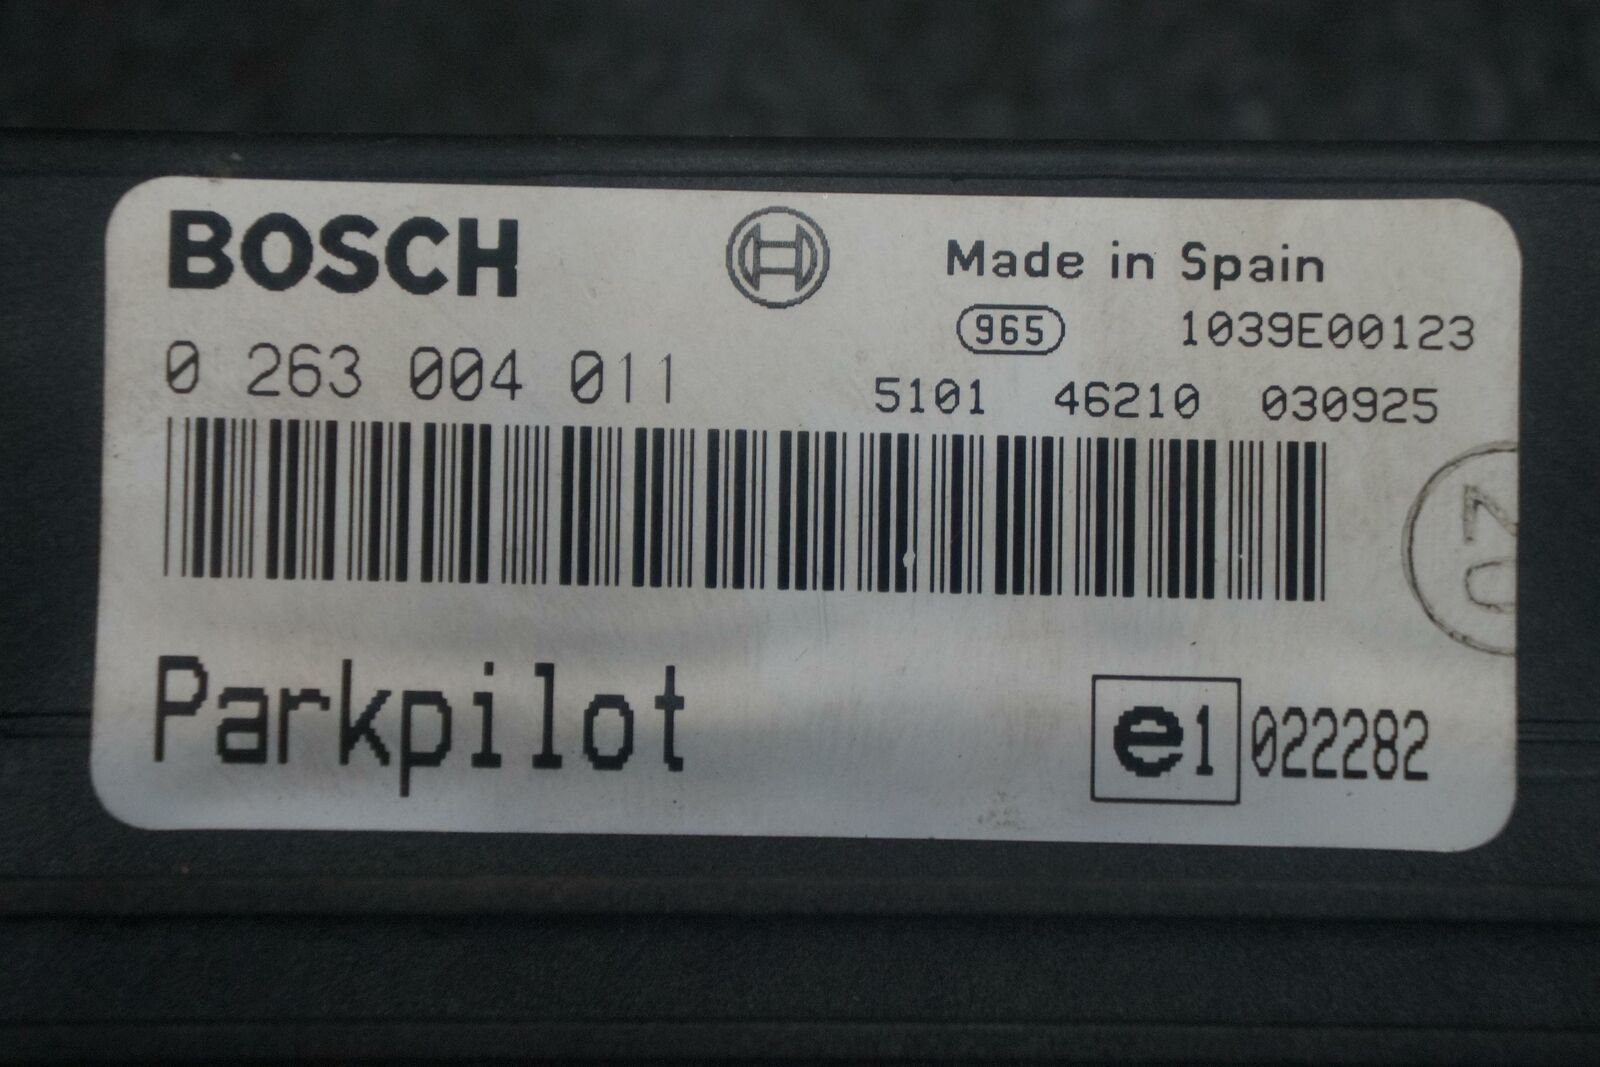 BOSCH
Made in Spain
965 1039E00123
0 263 004 011
5101 46210 030925
Parkpilot
e1 022282